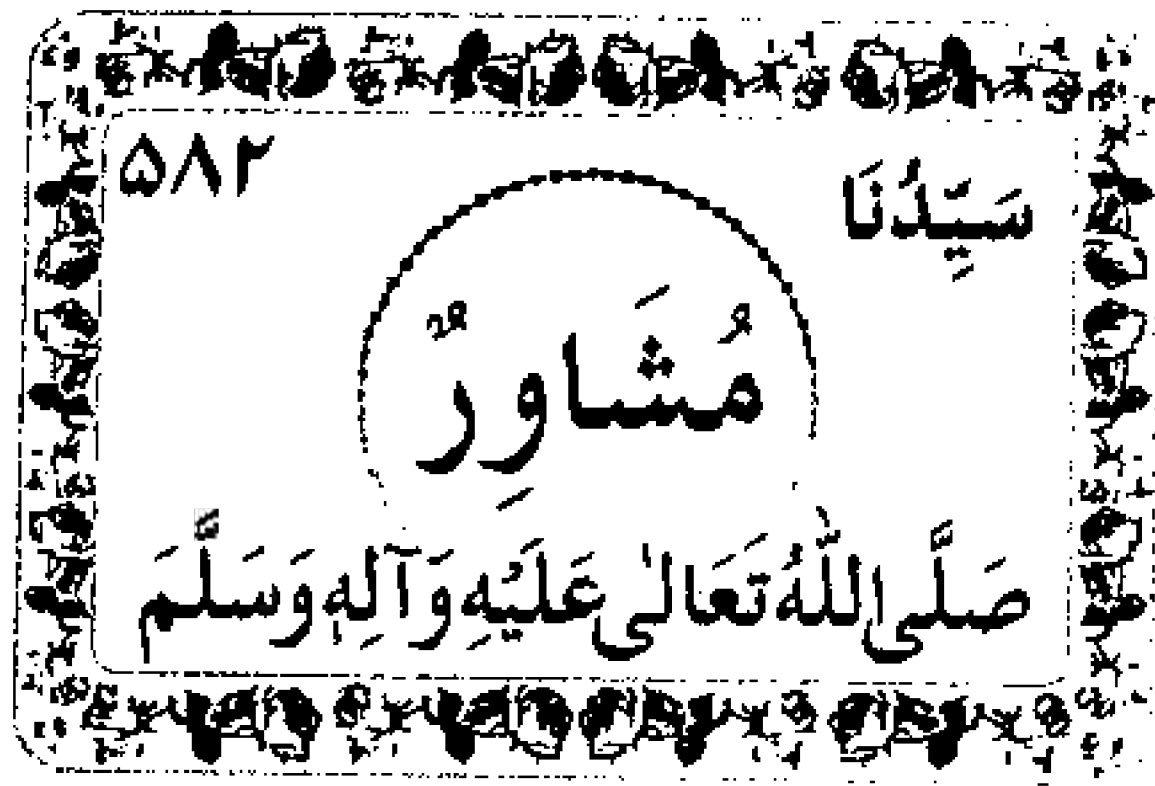 سَيِّدُنَا
۵۸۲
مُشَاوِرٌ
صَلَّى اللّٰهُ تَعَالٰى عَلَيْهِ وَآلِهٖ وَسَلَّمَ